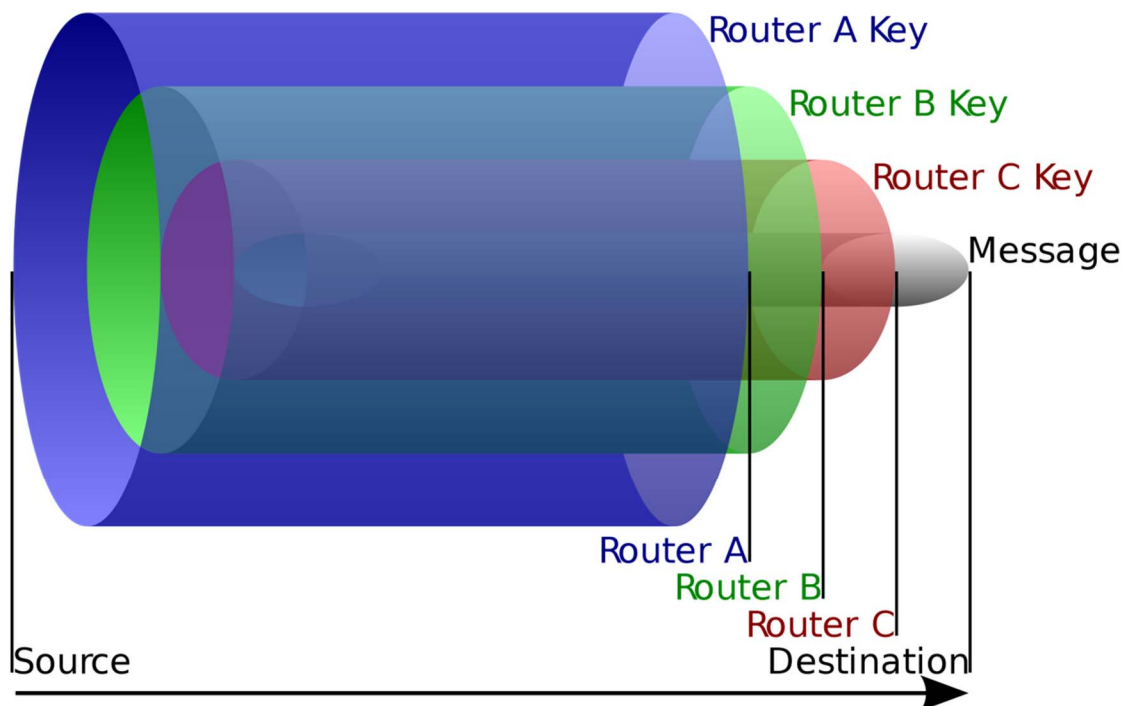 Router A Key
Router B Key
Router C Key
Message
Router A
Router B
Router C
Source
Destination